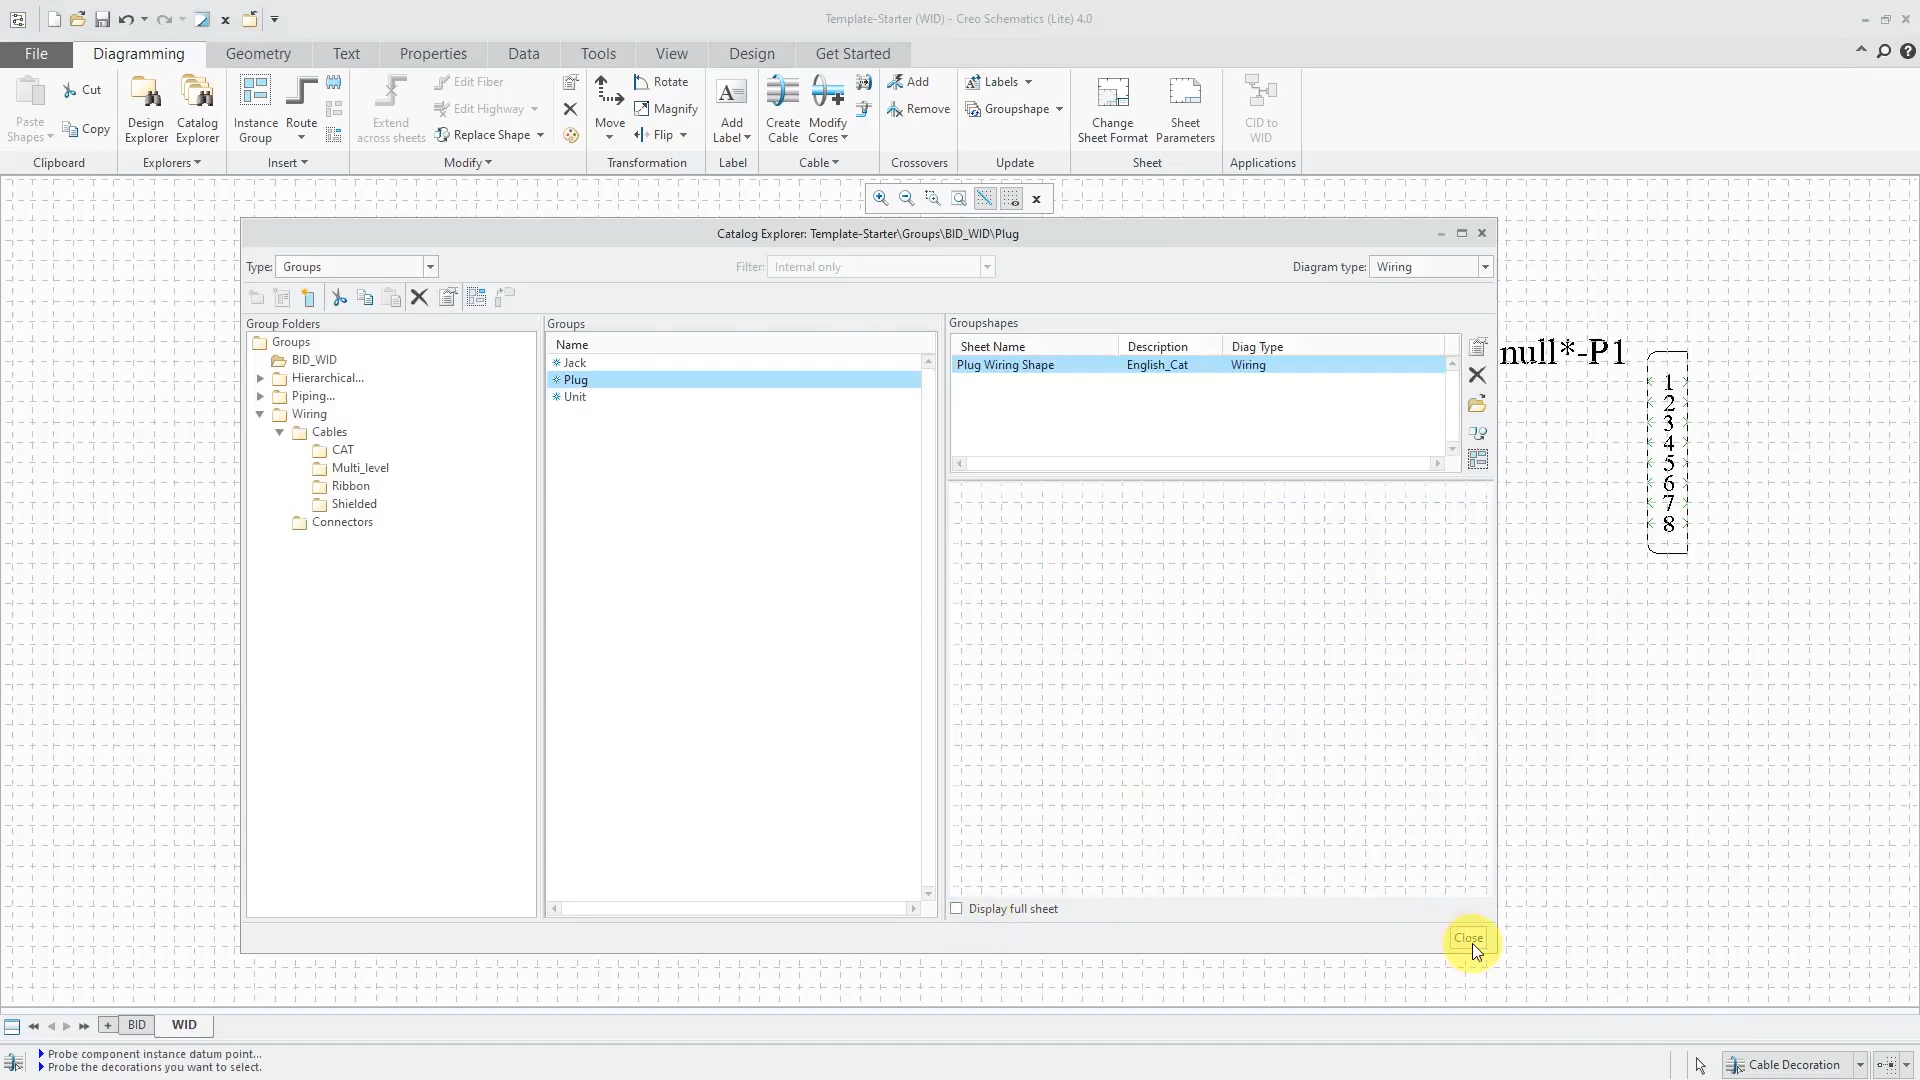 Template-Starter (WID) - Creo Schematics (Lite) 4.0
File Diagramming Geometry Text Properties Data Tools View Design Get Started
Paste Shapes Cut Copy
Design Explorer Catalog Explorer
Instance Group Route
Extend across sheets Edit Fiber Edit Highway Replace Shape
Move Rotate Magnify Flip
Add Label
Create Cable Modify Cores
Add Remove
Labels Groupshape
Change Sheet Format Sheet Parameters
CID to WID
Clipboard Explorers Insert Modify Transformation Label Cable Crossovers Update Sheet Applications
Catalog Explorer: Template-Starter\Groups\BID_WID\Plug
Type: Groups Filter: Internal only Diagram type: Wiring
Group Folders
Groups
BID_WID
Hierarchical...
Piping...
Wiring
Cables
CAT
Multi_level
Ribbon
Shielded
Connectors
Groups
Name
Jack
Plug
Unit
Groupshapes
Sheet Name Description Diag Type
Plug Wiring Shape English_Cat Wiring
Display full sheet
Close
null*-P1
1
2
3
4
5
6
7
8
BID WID
Probe component instance datum point...
Probe the decorations you want to select.
Cable Decoration